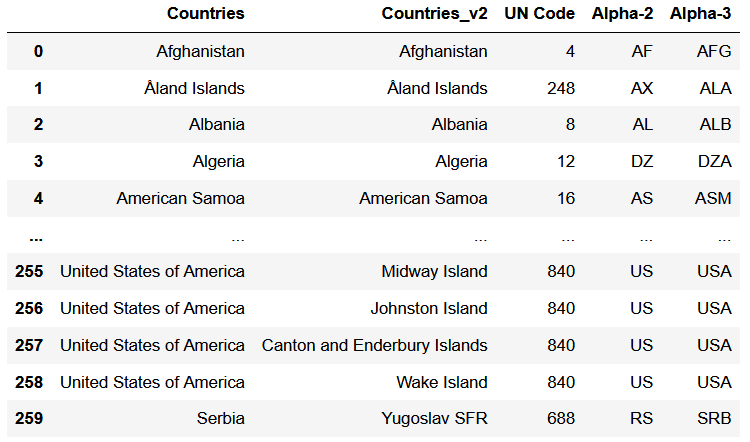 Countries Countries_v2 UN Code Alpha-2 Alpha-3
0 Afghanistan Afghanistan 4 AF AFG
1 Åland Islands Åland Islands 248 AX ALA
2 Albania Albania 8 AL ALB
3 Algeria Algeria 12 DZ DZA
4 American Samoa American Samoa 16 AS ASM
... ... ... ... ... ...
255 United States of America Midway Island 840 US USA
256 United States of America Johnston Island 840 US USA
257 United States of America Canton and Enderbury Islands 840 US USA
258 United States of America Wake Island 840 US USA
259 Serbia Yugoslav SFR 688 RS SRB